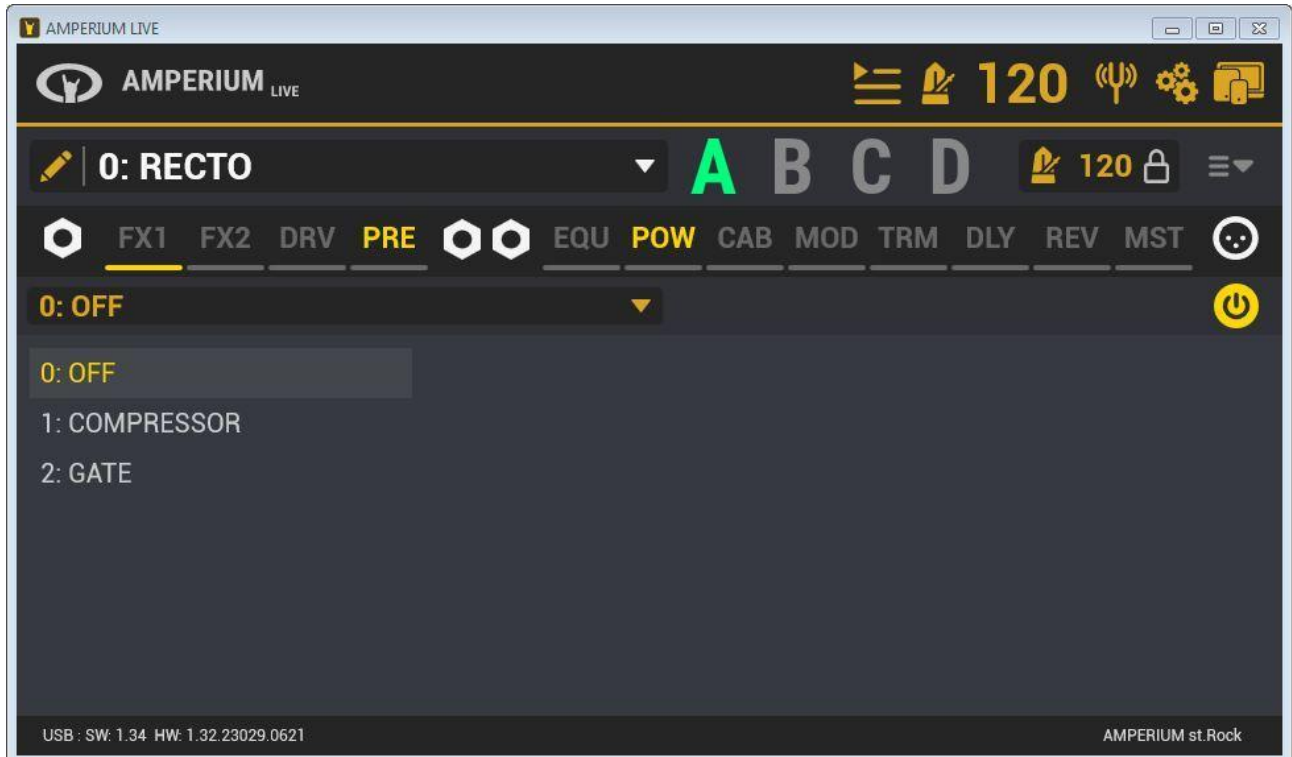 AMPERIUM LIVE
AMPERIUM LIVE 120
0: RECTO A B C D 120
FX1 FX2 DRV PRE EQU POW CAB MOD TRM DLY REV MST
0: OFF
0: OFF
1: COMPRESSOR
2: GATE
USB : SW: 1.34 HW: 1.32.23029.0621 AMPERIUM st.Rock